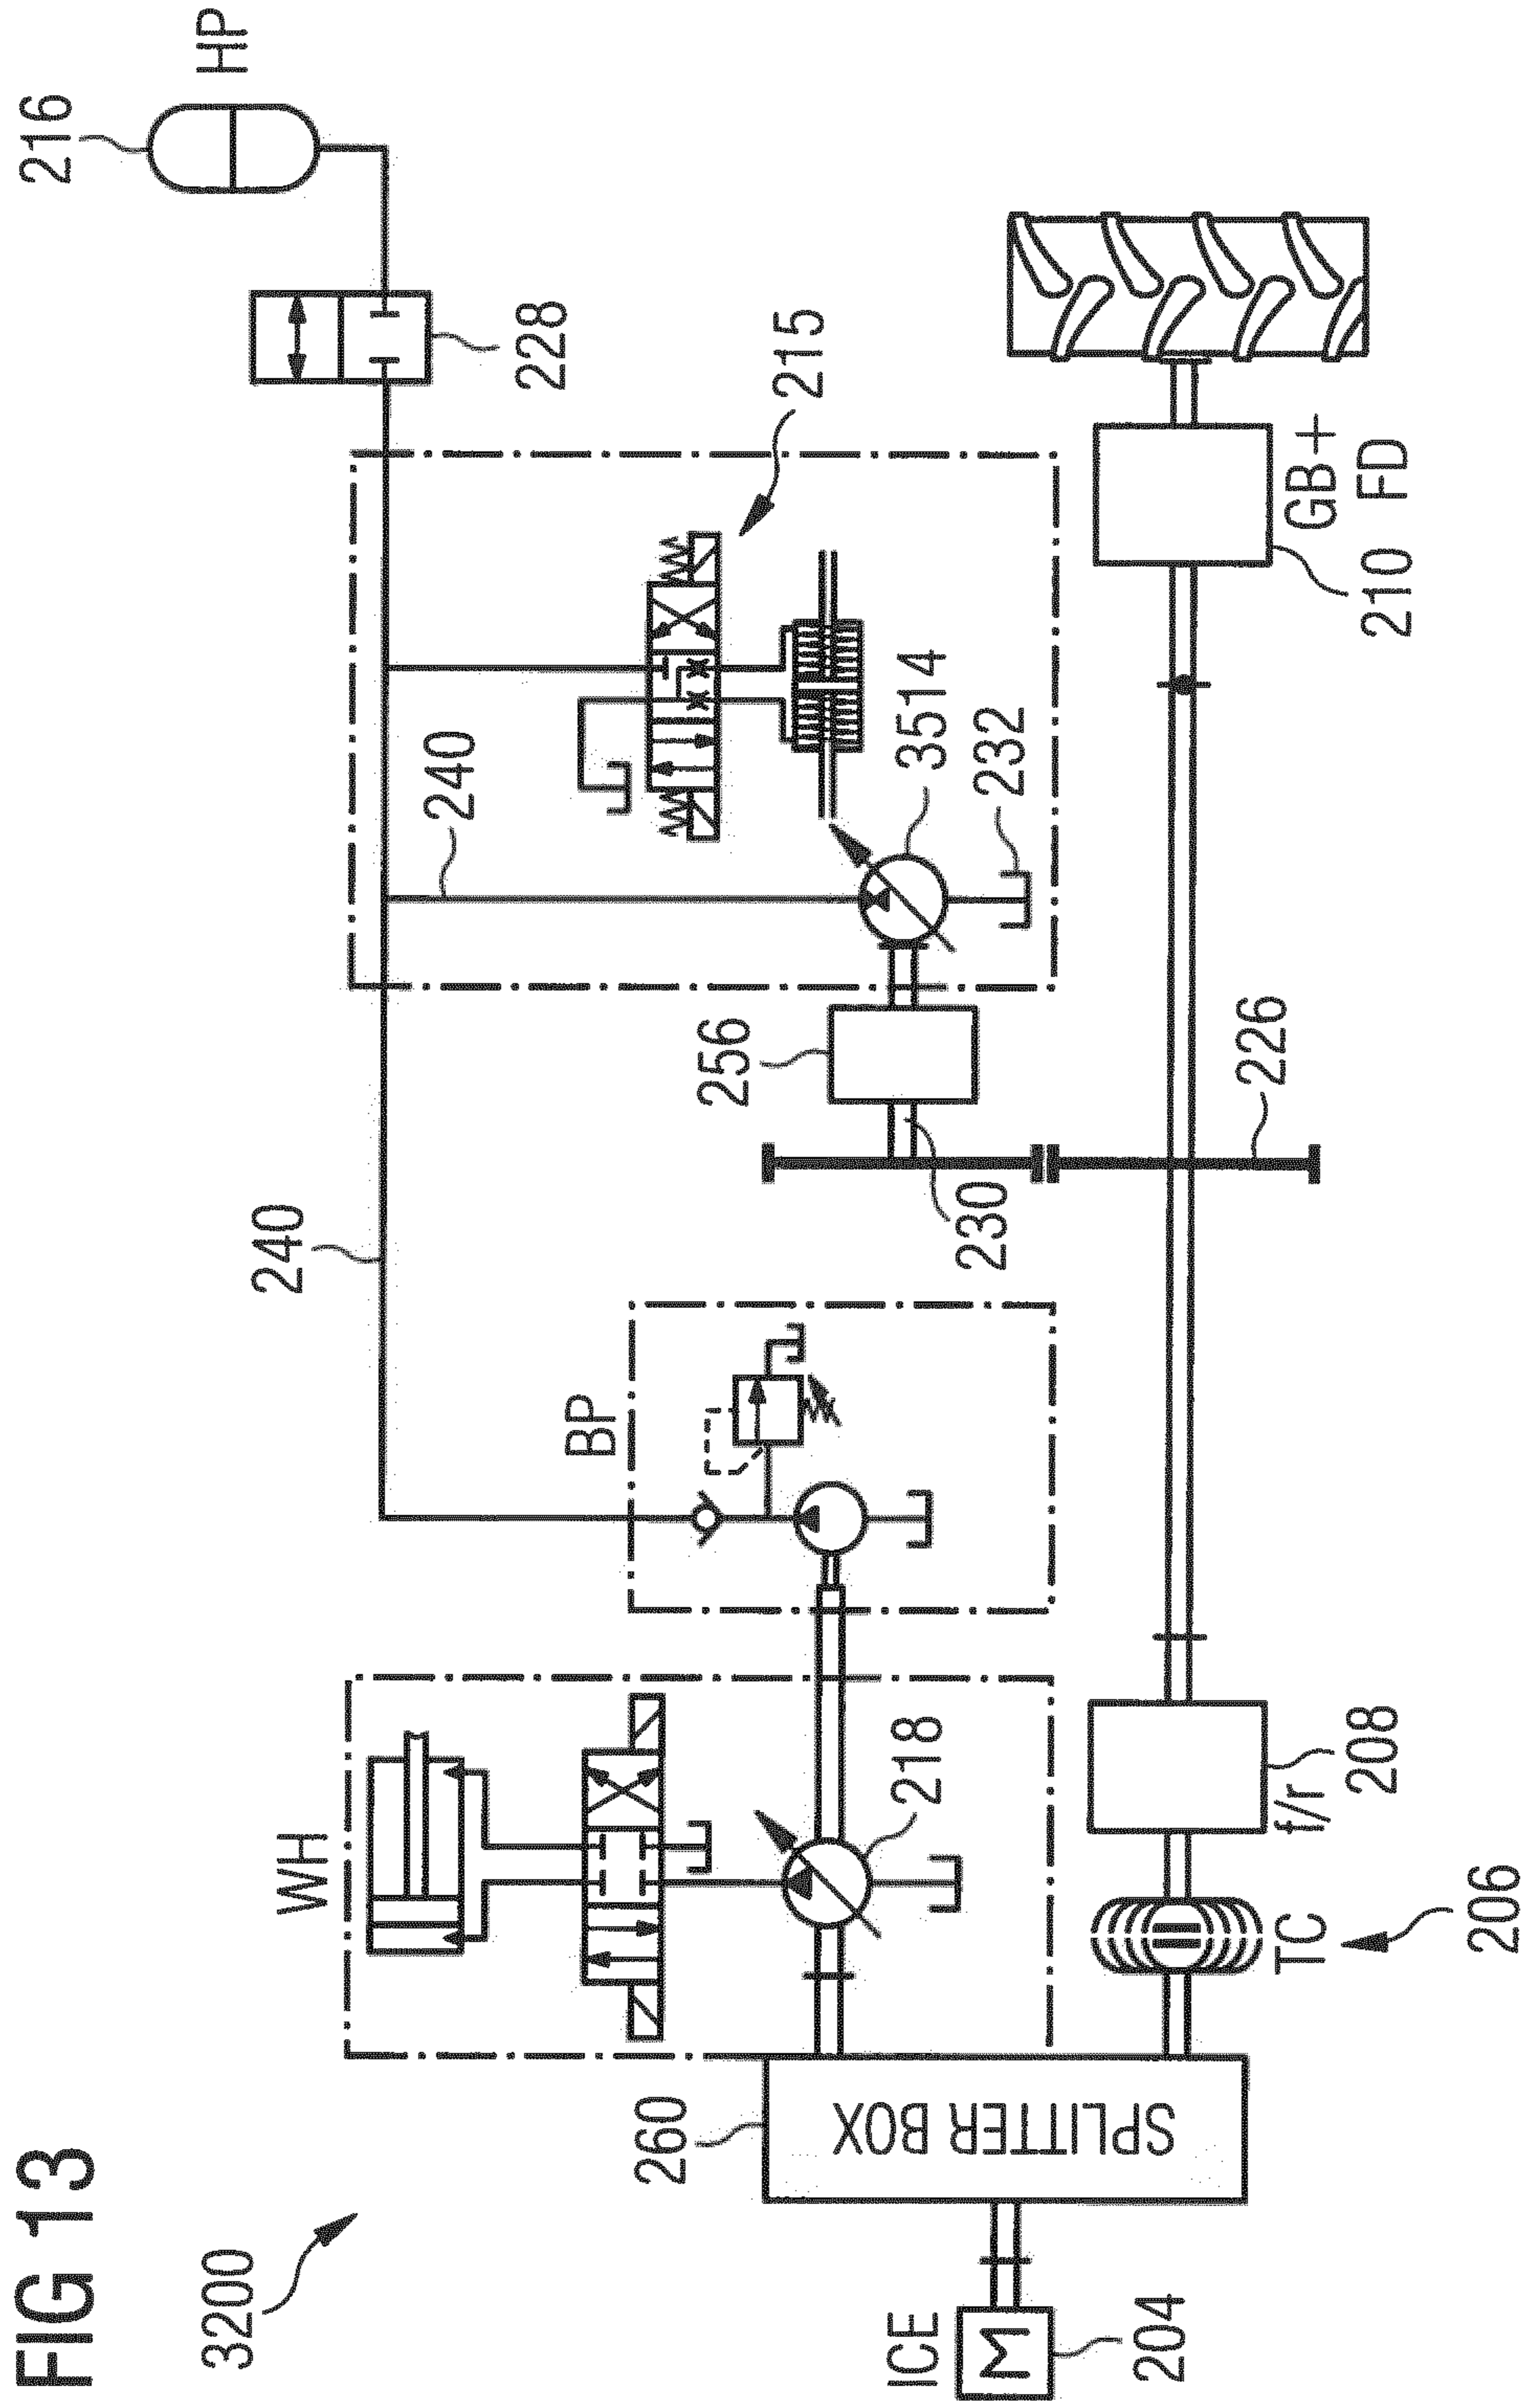 FIG 13
3200
ICE
204
260
SPLITTER BOX
WH
218
TC
206
f/r
208
BP
240
230
226
256
240
3514
232
215
228
216
HP
GB+
FD
210